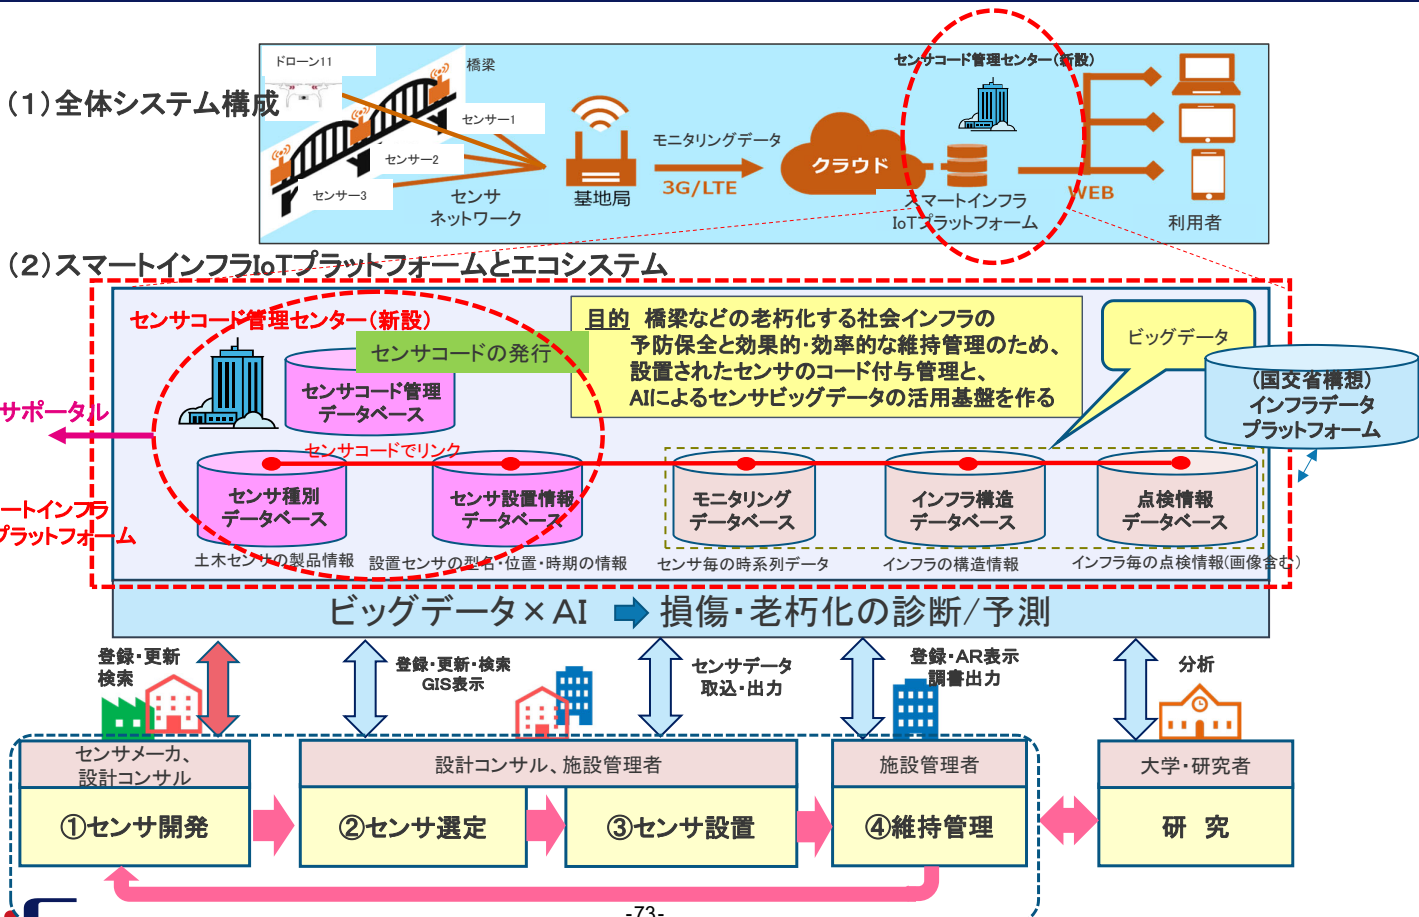 (1)全体システム構成
ドローン11
橋梁
センサー1
センサー2
センサー3
センサ
ネットワーク
基地局
モニタリングデータ
3G/LTE
クラウド
センサコード管理センター(新設)
スマートインフラ
IoTプラットフォーム
WEB
利用者
(2)スマートインフラIoTプラットフォームとエコシステム
センサコード管理センター(新設)
センサコードの発行
センサコード管理
データベース
目的 橋梁などの老朽化する社会インフラの
予防保全と効果的・効率的な維持管理のため、
設置されたセンサのコード付与管理と、
AIによるセンサビッグデータの活用基盤を作る
ビッグデータ
(国交省構想)
インフラデータ
プラットフォーム
サポータル
センサコードでリンク
センサ種別
データベース
センサ設置情報
データベース
モニタリング
データベース
インフラ構造
データベース
点検情報
データベース
ートインフラ
プラットフォーム
土木センサの製品情報
設置センサの型名・位置・時期の情報
センサ毎の時系列データ
インフラの構造情報
インフラ毎の点検情報(画像含む)
ビッグデータ×AI
損傷・老朽化の診断/予測
登録・更新
検索
登録・更新・検索
GIS表示
センサデータ
取込・出力
登録・AR表示
調書出力
分析
センサメーカ、
設計コンサル
設計コンサル、施設管理者
施設管理者
大学・研究者
①センサ開発
②センサ選定
③センサ設置
④維持管理
研 究
-73-